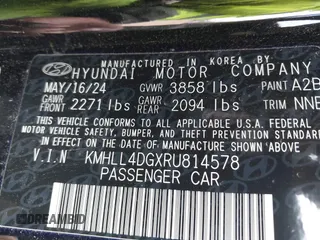 MANUFACTURED IN KOREA BY
HYUNDAI MOTOR COMPANY
MAY/16/24 GVWR 3858 lbs PAINT A2B
GAWR FRONT 2271 lbs GAWR REAR 2094 lbs TRIM NNB
THIS VEHICLE CONFORMS TO ALL APPLICABLE U.S.
FEDERAL MOTOR VEHICLE SAFETY,
BUMPER, AND THEFT PREVENTION STANDARDS
IN EFFECT ON THE DATE OF
MANUFACTURE SHOWN ABOVE
V.I.N KMHLL4DGXRU814578
PASSENGER CAR
DREAMBID